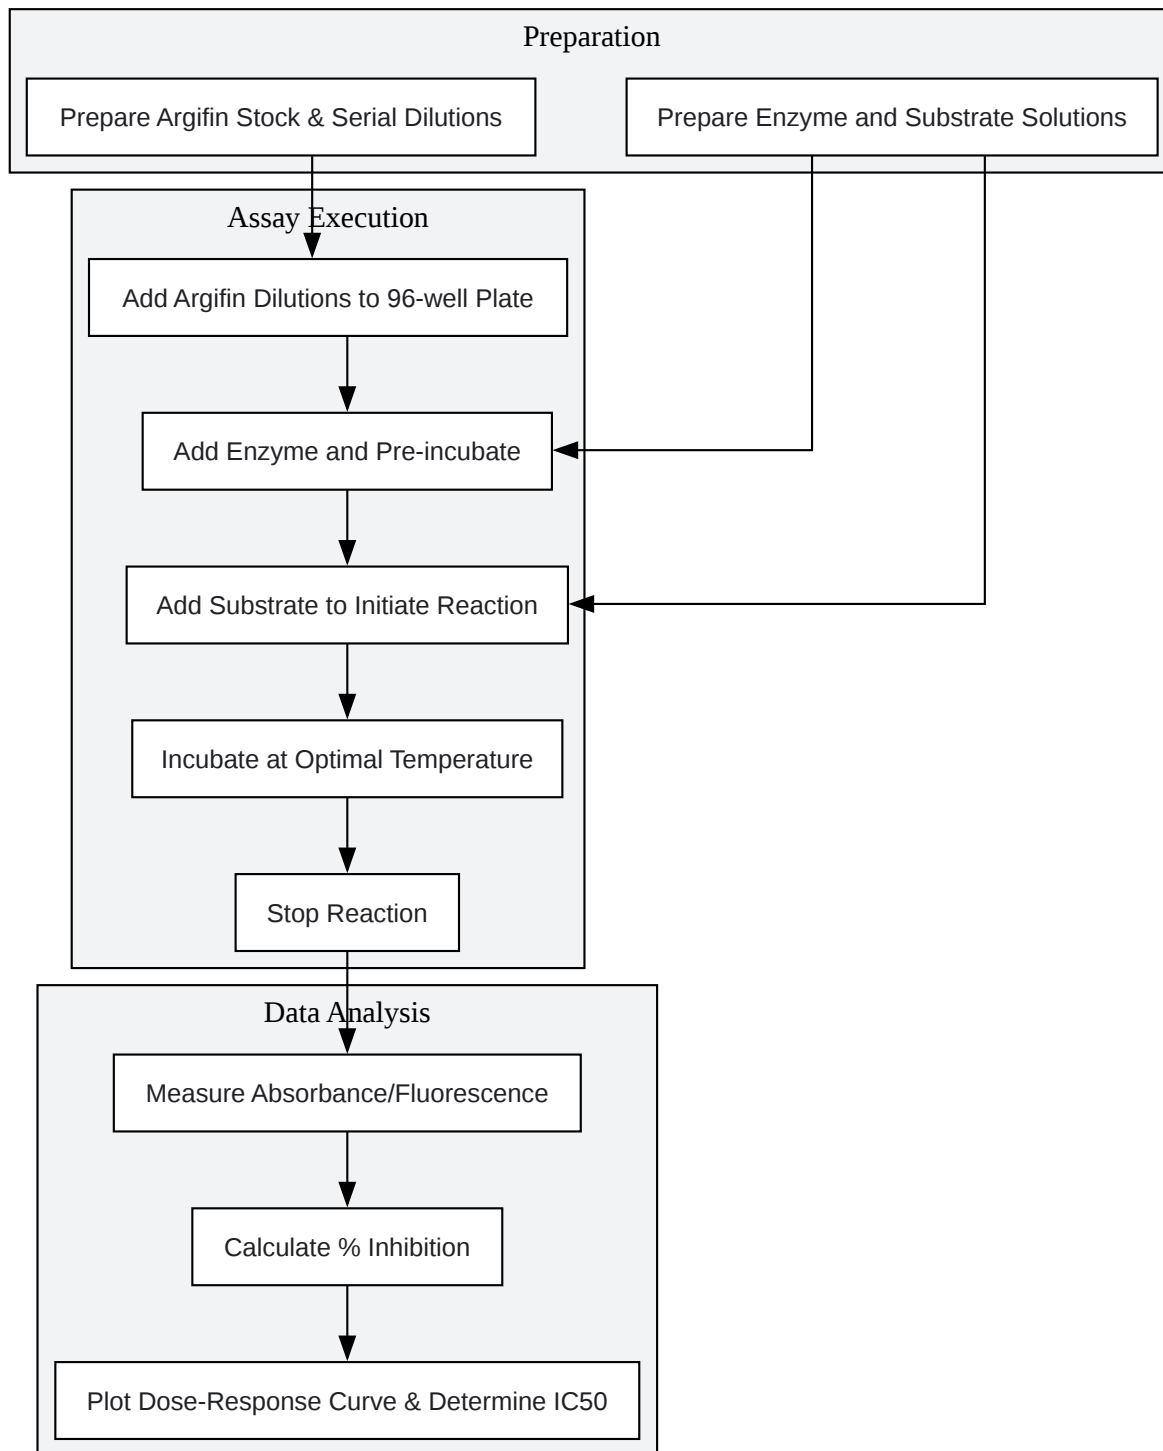 Preparation
Prepare Argifin Stock & Serial Dilutions
Prepare Enzyme and Substrate Solutions
Assay Execution
Add Argifin Dilutions to 96-well Plate
Add Enzyme and Pre-incubate
Add Substrate to Initiate Reaction
Incubate at Optimal Temperature
Stop Reaction
Data Analysis
Measure Absorbance/Fluorescence
Calculate % Inhibition
Plot Dose-Response Curve & Determine IC50